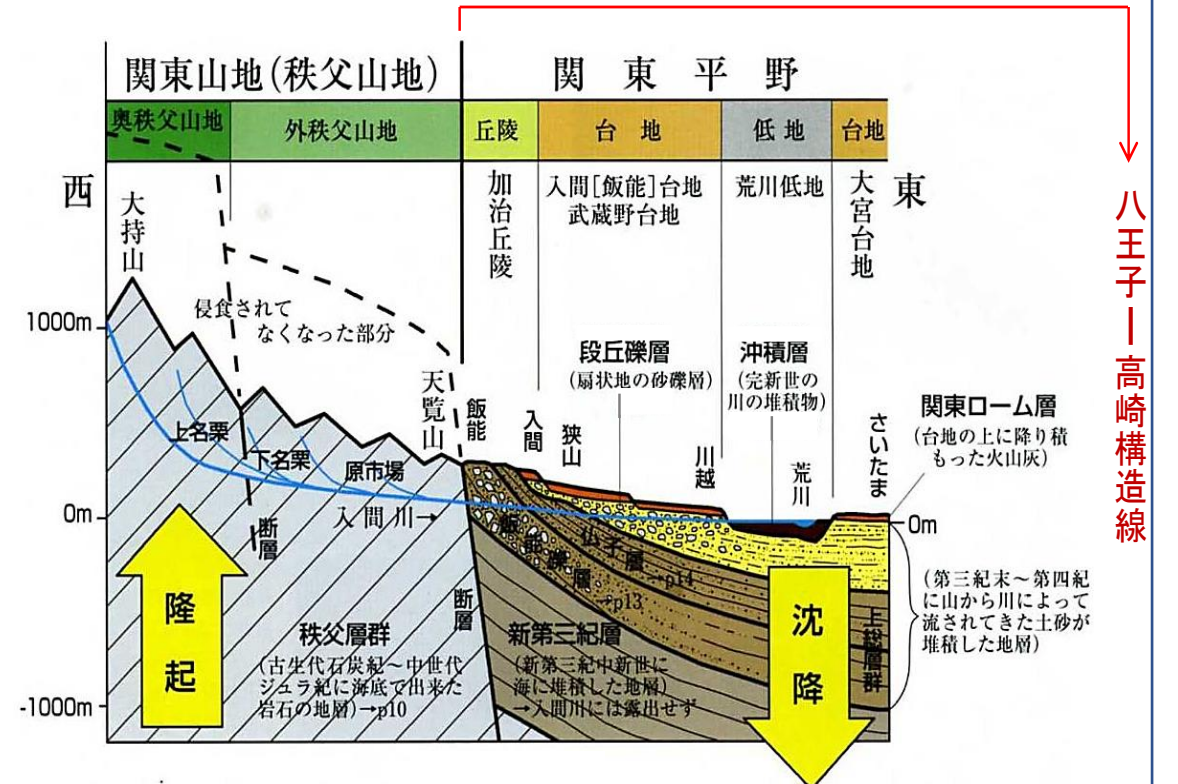 関東山地(秩父山地)
関東平野
奥秩父山地
外秩父山地
丘陵
台地
低地
台地
西
大持山
加治丘陵
入間[飯能]台地
武蔵野台地
荒川低地
大宮台地
東
八王子ー高崎構造線
1000m
侵食されて
なくなった部分
天覧山
飯能
入間
狭山
段丘礫層
(扇状地の砂礫層)
川越
沖積層
(完新世の
川の堆積物)
荒川
さいたま
関東ローム層
(台地の上に降り積
もった火山灰)
上名栗
下名栗
原市場
0m
入間川→
断層
飯能礫層
→p13
仏子層
→p14
0m
隆起
断層
秩父層群
(古生代石炭紀〜中世代
ジュラ紀に海底で出来た
岩石の地層)→p10
新第三紀層
(新第三紀中新世に
海に堆積した地層)
→入間川には露出せず
沈降
上総層群
(第三紀末〜第四紀
に山から川によって
流されてきた土砂が
堆積した地層)
-1000m